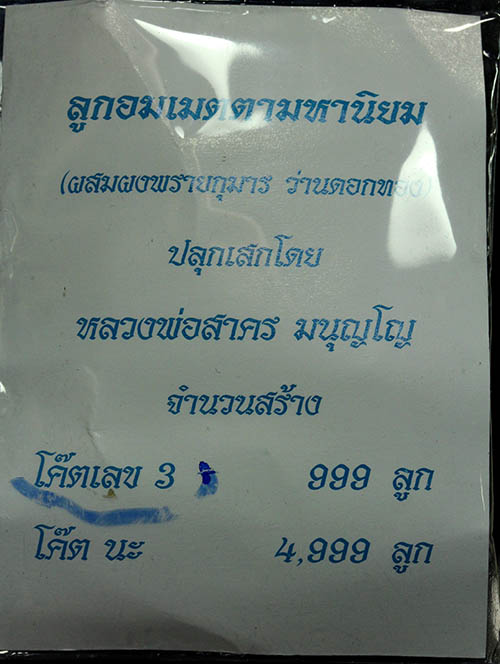 ลูกอมเมตตามหานิยม
(ผสมผงพรายกุมาร ว่านดอกทอง)
ปลุกเสกโดย
หลวงพ่อสาคร มนุญโญ
จำนวนสร้าง
โค๊ตเลข 3 999 ลูก
โค๊ต นะ 4,999 ลูก